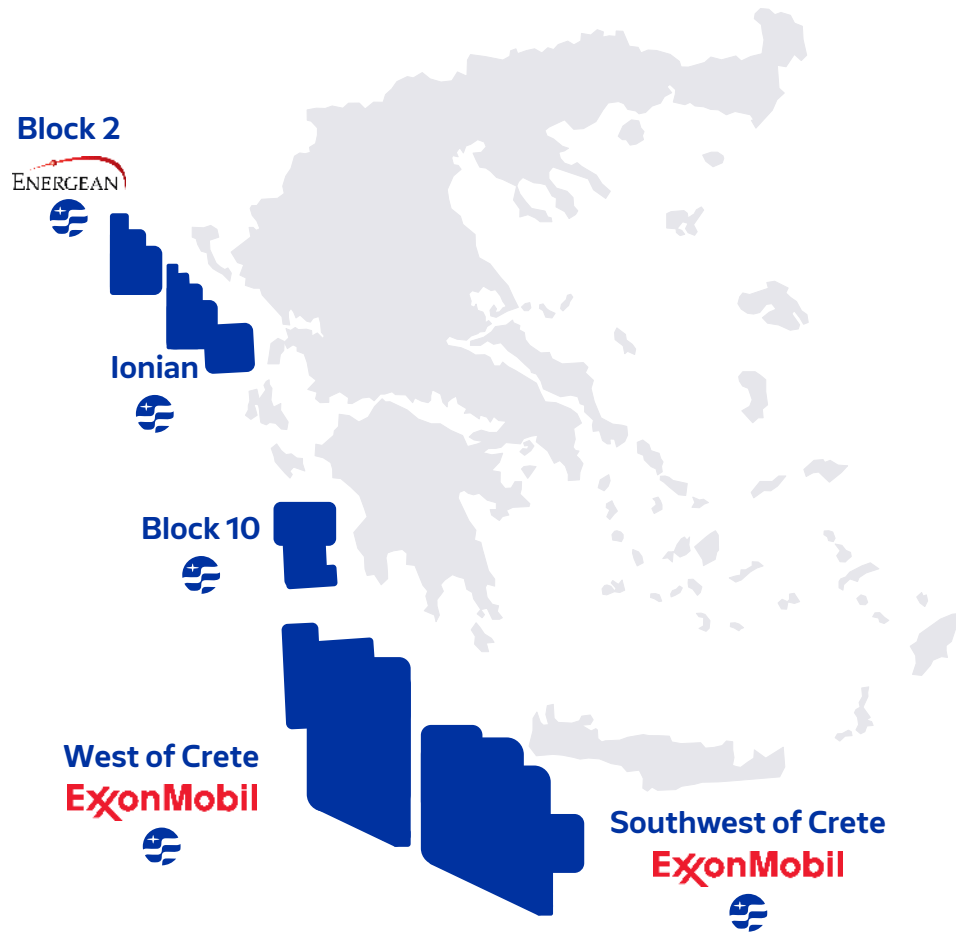 Block 2
ENERGEAN
Ionian
Block 10
West of Crete
ExxonMobil
Southwest of Crete
ExxonMobil